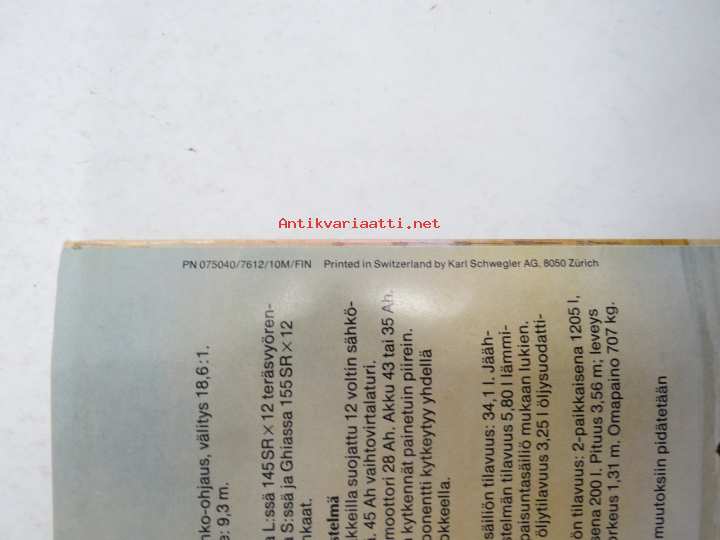 Antikvariaatti.net
PN 075040/7612/10M/FIN Printed in Switzerland by Karl Schwegler AG, 8050 Zürich
nko-ohjaus, välitys 18,6:1.
e: 9,3 m.
a L:ssä 145 SR × 12 teräsvyören-
a S:ssä ja Ghiassa 155 SR × 12
nkaat.
stelmä
kkeilla suojattu 12 voltin sähkö-
a. 45 Ah vaihtovirtalaturi.
moottori 28 Ah. Akku 43 tai 35 Ah.
n kytkennät painetuin piirein.
ponentti kytkeytyy yhdellä
okkeella.
säiliön tilavuus: 34,1 l. Jääh-
stelmän tilavuus 5,80 l lämmi-
paisuntasäiliö mukaan lukien.
öljytilavuus 3,25 l öljysuodatti-
ön tilavuus: 2-paikkaisena 1205 l,
sena 200 l. Pituus 3,56 m; leveys
orkeus 1,31 m. Omapaino 707 kg.
muutoksiin pidätetään